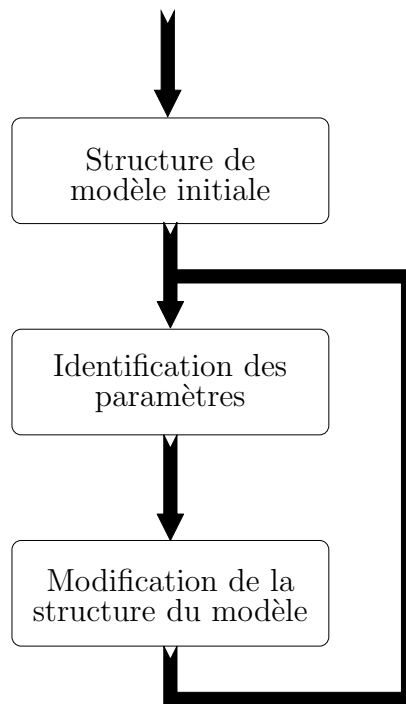 Structure de
modèle initiale
Identification des
paramètres
Modification de la
structure du modèle